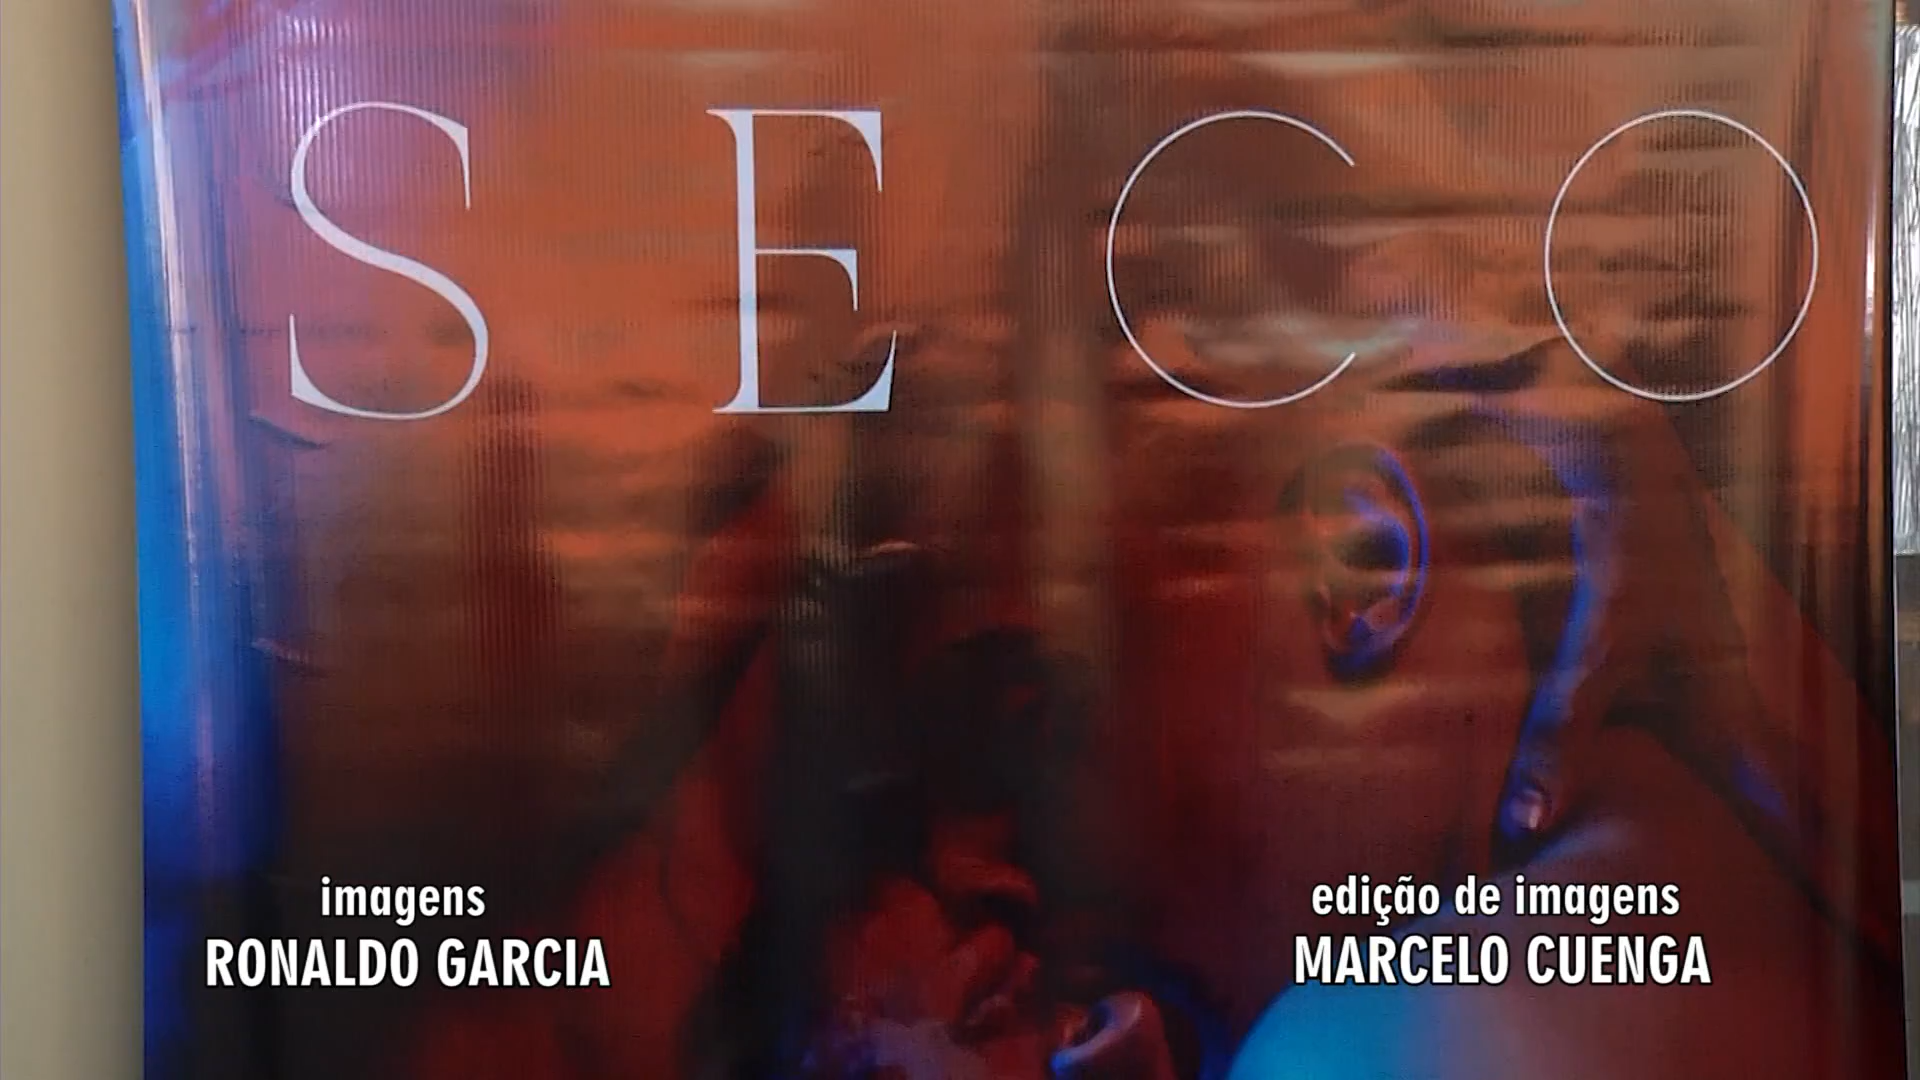 SECO
imagens
RONALDO GARCIA
edição de imagens
MARCELO CUENGA